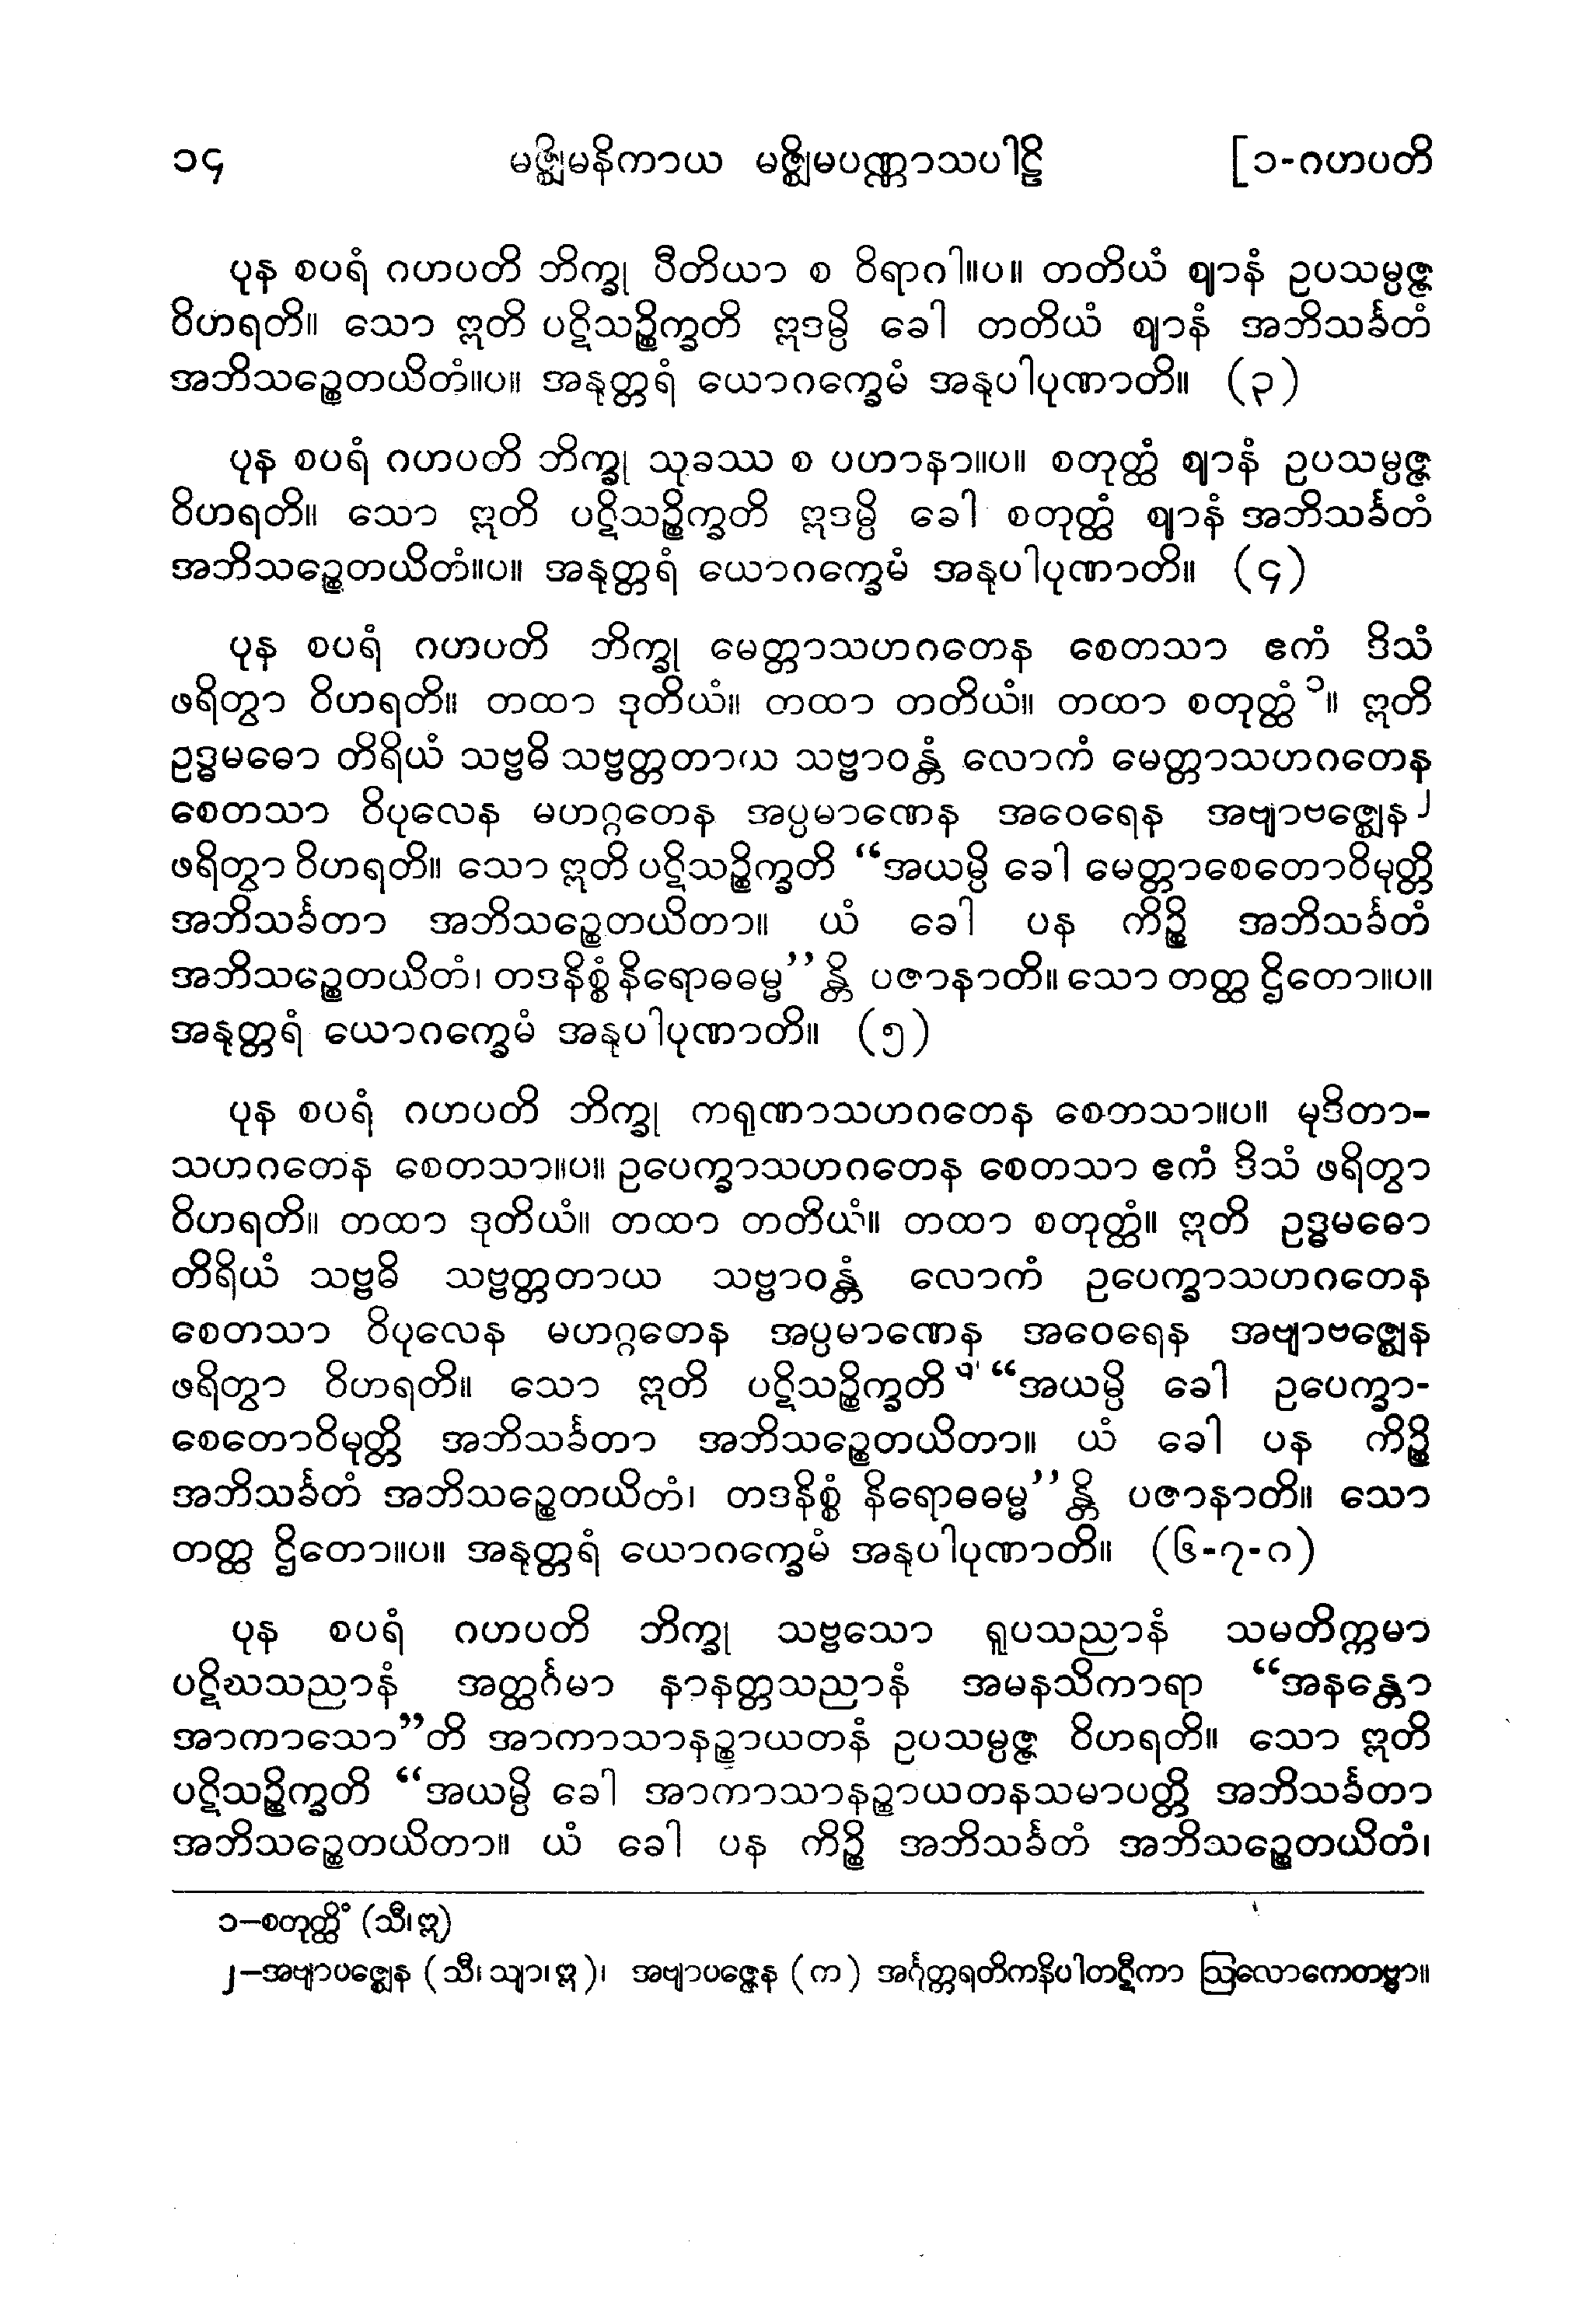 ၁၄ မဇ္ဈိမနိကာယ မဇ္ဈိမပဏ္ဏာသပါဠိ [၁-ဂဟပတိ
ပုန စပရံ ဂဟပတိ ဘိက္ခု ပီတိယာ စ ဝိရာဂါ။ပ။ တတိယံ ဈာနံ ဥပသမ္ပဇ္ဇ
ဝိဟရတိ။ သော ဣတိ ပဋိသဉ္စိက္ခတိ ဣဒမ္ပိ ခေါ တတိယံ ဈာနံ အဘိသင်္ခတံ
အဘိသဉ္စေတယိတံ။ပ။ အနုတ္တရံ ယောဂက္ခေမံ အနုပါပုဏာတိ။ (၃)
ပုန စပရံ ဂဟပတိ ဘိက္ခု သုခဿ စ ပဟာနာ။ပ။ စတုတ္ထံ ဈာနံ ဥပသမ္ပဇ္ဇ
ဝိဟရတိ။ သော ဣတိ ပဋိသဉ္စိက္ခတိ ဣဒမ္ပိ ခေါ စတုတ္ထံ ဈာနံ အဘိသင်္ခတံ
အဘိသဉ္စေတယိတံ။ပ။ အနုတ္တရံ ယောဂက္ခေမံ အနုပါပုဏာတိ။ (၄)
ပုန စပရံ ဂဟပတိ ဘိက္ခု မေတ္တာသဟဂတေန စေတသာ ဧကံ ဒိသံ
ဖရိတွာ ဝိဟရတိ။ တထာ ဒုတိယံ။ တထာ တတိယံ။ တထာ စတုတ္ထံ ၁။ ဣတိ
ဥဒ္ဓမဓော တိရိယံ သဗ္ဗဓိ သဗ္ဗတ္တတာယ သဗ္ဗာဝန္တံ လောကံ မေတ္တာသဟဂတေန
စေတသာ ဝိပုလေန မဟဂ္ဂတေန အပ္ပမာဏေန အဝေရေန အဗျာဗဇ္ဈေန၂
ဖရိတွာ ဝိဟရတိ။ သော ဣတိ ပဋိသဉ္စိက္ခတိ “အယမ္ပိ ခေါ မေတ္တာစေတောဝိမုတ္တိ
အဘိသင်္ခတာ အဘိသဉ္စေတယိတာ။ ယံ ခေါ ပန ကိဉ္စိ အဘိသင်္ခတံ
အဘိသဉ္စေတယိတံ၊ တဒနိစ္စံ နိရောဓဓမ္မ’’န္တိ ပဇာနာတိ။ သော တတ္ထ ဌိတော။ပ။
အနုတ္တရံ ယောဂက္ခေမံ အနုပါပုဏာတိ။ (၅)
ပုန စပရံ ဂဟပတိ ဘိက္ခု ကရုဏာသဟဂတေန စေတသာ။ပ။ မုဒိတာ-
သဟဂတေန စေတသာ။ပ။ ဥပေက္ခာသဟဂတေန စေတသာ ဧကံ ဒိသံ ဖရိတွာ
ဝိဟရတိ။ တထာ ဒုတိယံ။ တထာ တတိယံ။ တထာ စတုတ္ထံ။ ဣတိ ဥဒ္ဓမဓော
တိရိယံ သဗ္ဗဓိ သဗ္ဗတ္တတာယ သဗ္ဗာဝန္တံ လောကံ ဥပေက္ခာသဟဂတေန
စေတသာ ဝိပုလေန မဟဂ္ဂတေန အပ္ပမာဏေန အဝေရေန အဗျာဗဇ္ဈေန
ဖရိတွာ ဝိဟရတိ။ သော ဣတိ ပဋိသဉ္စိက္ခတိ “အယမ္ပိ ခေါ ဥပေက္ခာ-
စေတောဝိမုတ္တိ အဘိသင်္ခတာ အဘိသဉ္စေတယိတာ။ ယံ ခေါ ပန ကိဉ္စိ
အဘိသင်္ခတံ အဘိသဉ္စေတယိတံ၊ တဒနိစ္စံ နိရောဓဓမ္မ’’န္တိ ပဇာနာတိ။ သော
တတ္ထ ဌိတော။ပ။ အနုတ္တရံ ယောဂက္ခေမံ အနုပါပုဏာတိ။ (၆-၇-၈)
ပုန စပရံ ဂဟပတိ ဘိက္ခု သဗ္ဗသော ရူပသညာနံ သမတိက္ကမာ
ပဋိဃသညာနံ အတ္ထင်္ဂမာ နာနတ္တသညာနံ အမနသိကာရာ “အနန္တော
အာကာသော”တိ အာကာသာနဉ္စာယတနံ ဥပသမ္ပဇ္ဇ ဝိဟရတိ။ သော ဣတိ
ပဋိသဉ္စိက္ခတိ “အယမ္ပိ ခေါ အာကာသာနဉ္စာယတနသမာပတ္တိ အဘိသင်္ခတာ
အဘိသဉ္စေတယိတာ။ ယံ ခေါ ပန ကိဉ္စိ အဘိသင်္ခတံ အဘိသဉ္စေတယိတံ၊
၁–စတုတ္ထိံ (သီ၊ ဣ)
၂–အဗျာပဇ္ဈေန (သီ၊ သျာ၊ ဣ)၊ အဗျာပဇ္ဇေန (က) အင်္ဂုတ္တရတိကနိပါတဋီကာ ဩလောကေတဗ္ဗာ။